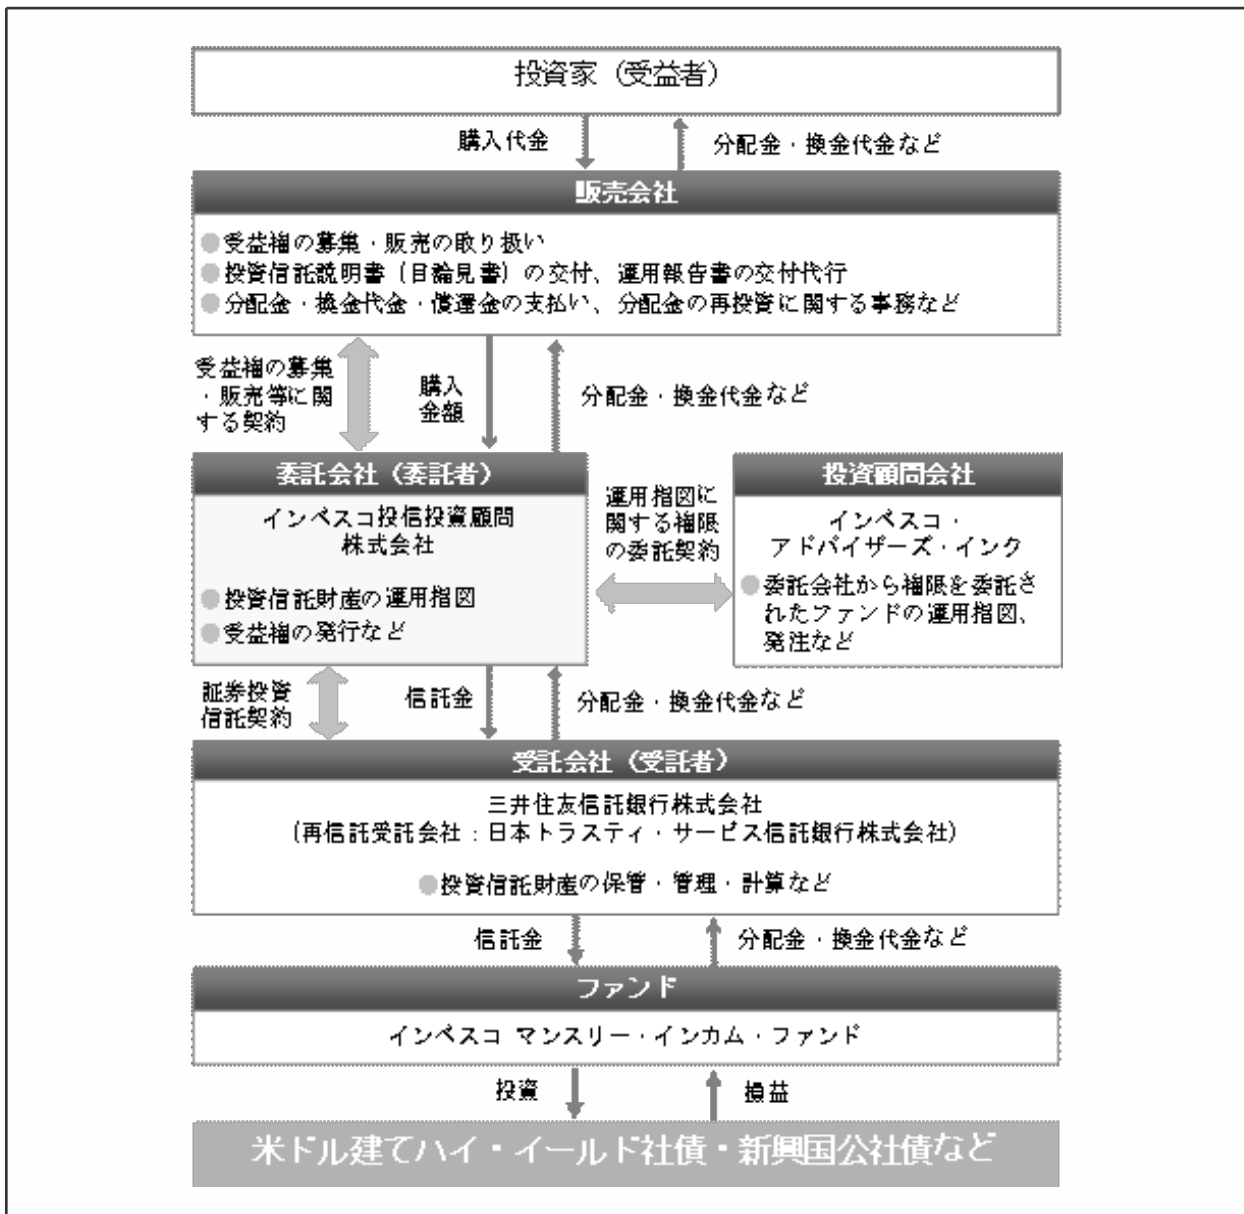 投資家（受益者）
購入代金
分配金・換金代金など
販売会社
●受益権の募集・販売の取り扱い
●投資信託説明書（目論見書）の交付、運用報告書の交付代行
●分配金・換金代金・償還金の支払い、分配金の再投資に関する事務など
受益権の募集
・販売等に関
する契約
購入
金額
分配金・換金代金など
委託会社（委託者）
インベスコ投信投資顧問
株式会社
●投資信託財産の運用指図
●受益権の発行など
運用指図に
関する権限
の委託契約
投資顧問会社
インベスコ・
アドバイザーズ・インク
●委託会社から権限を委託さ
れたファンドの運用指図、
発注など
証券投資
信託契約
信託金
分配金・換金代金など
受託会社（受託者）
三井住友信託銀行株式会社
（再信託受託会社：日本トラスティ・サービス信託銀行株式会社）
●投資信託財産の保管・管理・計算など
信託金
分配金・換金代金など
ファンド
インベスコ マンスリー・インカム・ファンド
投資
損益
米ドル建てハイ・イールド社債・新興国公社債など